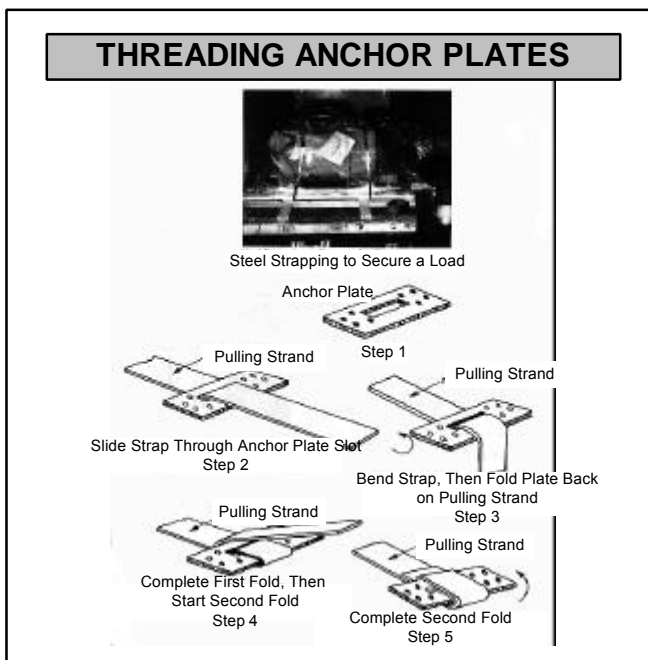 THREADING ANCHOR PLATES
Steel Strapping to Secure a Load
Anchor Plate
Step 1
Pulling Strand
Slide Strap Through Anchor Plate Slot
Step 2
Pulling Strand
Bend Strap, Then Fold Plate Back
on Pulling Strand
Step 3
Pulling Strand
Complete First Fold, Then
Start Second Fold
Step 4
Pulling Strand
Complete Second Fold
Step 5